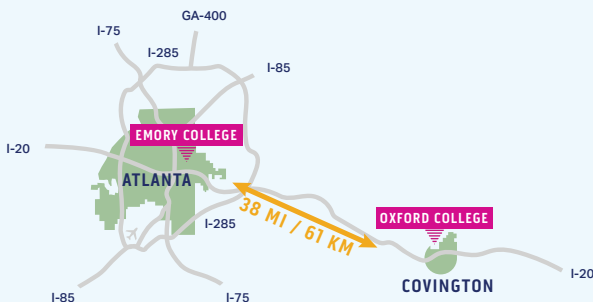 GA-400
I-75
I-285
I-85
EMORY COLLEGE
I-20
ATLANTA
38 MI / 61 KM
OXFORD COLLEGE
I-285
I-20
COVINGTON
I-85
I-75